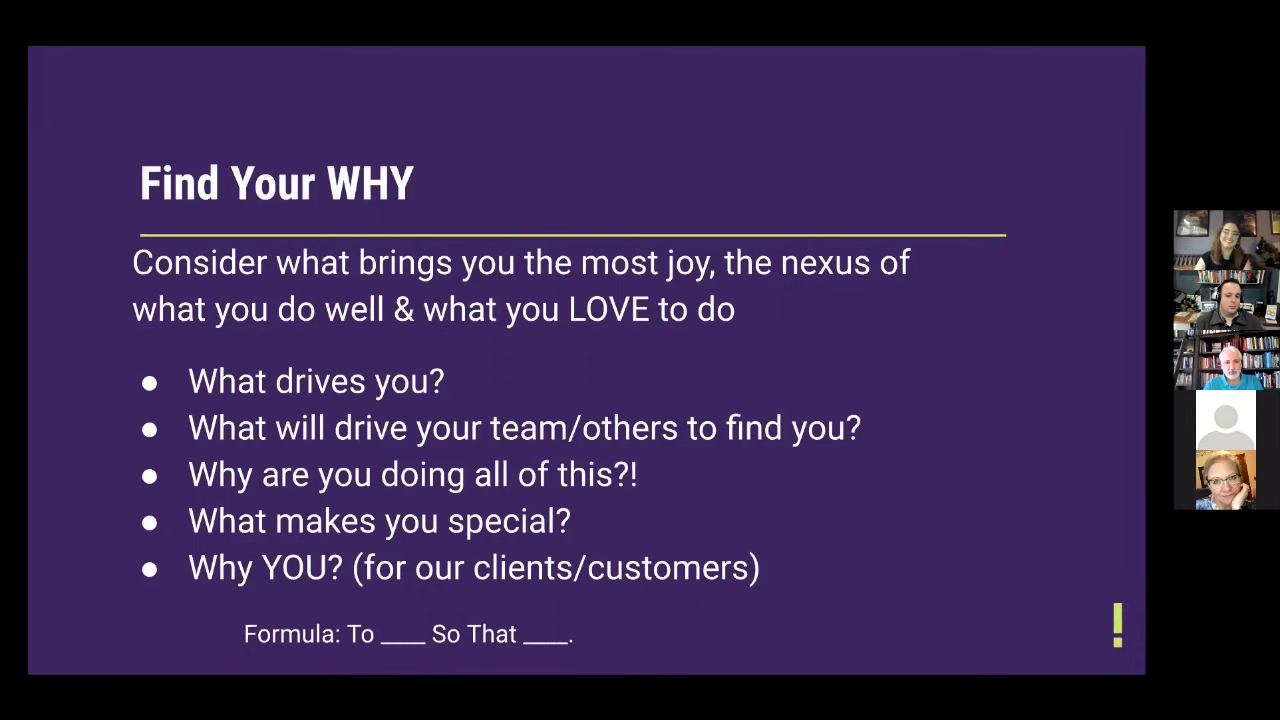 Find Your WHY
Consider what brings you the most joy, the nexus of
what you do well & what you LOVE to do
● What drives you?
● What will drive your team/others to find you?
● Why are you doing all of this?!
● What makes you special?
● Why YOU? (for our clients/customers)
Formula: To ____ So That ____.
!